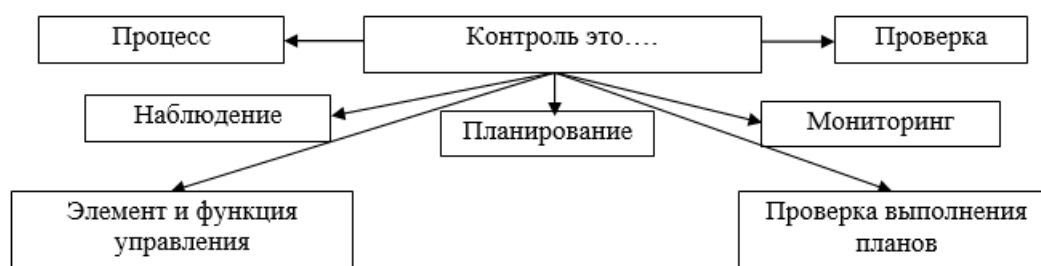 Процесс
Контроль это….
Проверка
Наблюдение
Планирование
Мониторинг
Элемент и функция
управления
Проверка выполнения
планов